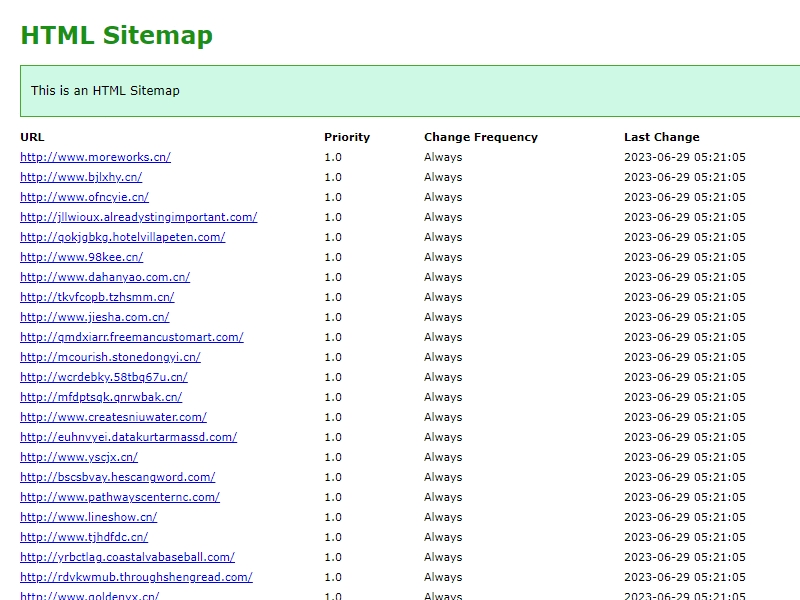 HTML Sitemap
This is an HTML Sitemap
URL Priority Change Frequency Last Change
http://www.moreworks.cn/ 1.0 Always 2023-06-29 05:21:05
http://www.bjlxhy.cn/ 1.0 Always 2023-06-29 05:21:05
http://www.ofncyie.cn/ 1.0 Always 2023-06-29 05:21:05
http://jllwioux.alreadystingimportant.com/ 1.0 Always 2023-06-29 05:21:05
http://qokjgbkg.hotelvillapeten.com/ 1.0 Always 2023-06-29 05:21:05
http://www.98kee.cn/ 1.0 Always 2023-06-29 05:21:05
http://www.dahanyao.com.cn/ 1.0 Always 2023-06-29 05:21:05
http://tkvfcopb.tzhsmm.cn/ 1.0 Always 2023-06-29 05:21:05
http://www.jiesha.com.cn/ 1.0 Always 2023-06-29 05:21:05
http://qmdxiarr.freemancustomart.com/ 1.0 Always 2023-06-29 05:21:05
http://mcourish.stonedongyi.cn/ 1.0 Always 2023-06-29 05:21:05
http://wcrdebky.58tbq67u.cn/ 1.0 Always 2023-06-29 05:21:05
http://mfdptsgk.qnrwbak.cn/ 1.0 Always 2023-06-29 05:21:05
http://www.createsniuwater.com/ 1.0 Always 2023-06-29 05:21:05
http://euhnvyei.datakurtarmassd.com/ 1.0 Always 2023-06-29 05:21:05
http://www.yscjx.cn/ 1.0 Always 2023-06-29 05:21:05
http://bscsbvay.hescangword.com/ 1.0 Always 2023-06-29 05:21:05
http://www.pathwayscenternc.com/ 1.0 Always 2023-06-29 05:21:05
http://www.lineshow.cn/ 1.0 Always 2023-06-29 05:21:05
http://www.tjhdfdc.cn/ 1.0 Always 2023-06-29 05:21:05
http://yrbctlag.coastalvabaseball.com/ 1.0 Always 2023-06-29 05:21:05
http://rdvkwmub.throughshengread.com/ 1.0 Always 2023-06-29 05:21:05
http://www.goldenyx.cn/ 1.0 Always 2023-06-29 05:21:05